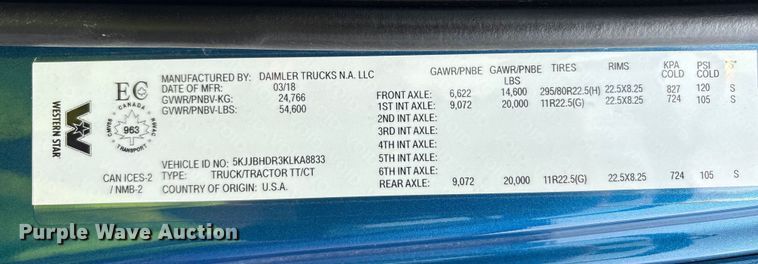 WESTERN STAR
EC
CANADA
CMVSS
NSVAC
963
TRANSPORT
CAN ICES-2
/ NMB-2
MANUFACTURED BY: DAIMLER TRUCKS N.A. LLC
DATE OF MFR: 03/18
GVWR/PNBV-KG: 24,766
GVWR/PNBV-LBS: 54,600
VEHICLE ID NO: 5KJJBHDR3KLKA8833
TYPE: TRUCK/TRACTOR TT/CT
COUNTRY OF ORIGIN: U.S.A.
GAWR/PNBE GAWR/PNBE LBS TIRES RIMS KPA COLD PSI COLD "S"
FRONT AXLE: 6,622 14,600 295/80R22.5(H) 22.5X8.25 827 120 S
1ST INT AXLE: 9,072 20,000 11R22.5(G) 22.5X8.25 724 105 S
2ND INT AXLE:
3RD INT AXLE:
4TH INT AXLE:
5TH INT AXLE:
6TH INT AXLE:
REAR AXLE: 9,072 20,000 11R22.5(G) 22.5X8.25 724 105 S
Purple Wave Auction